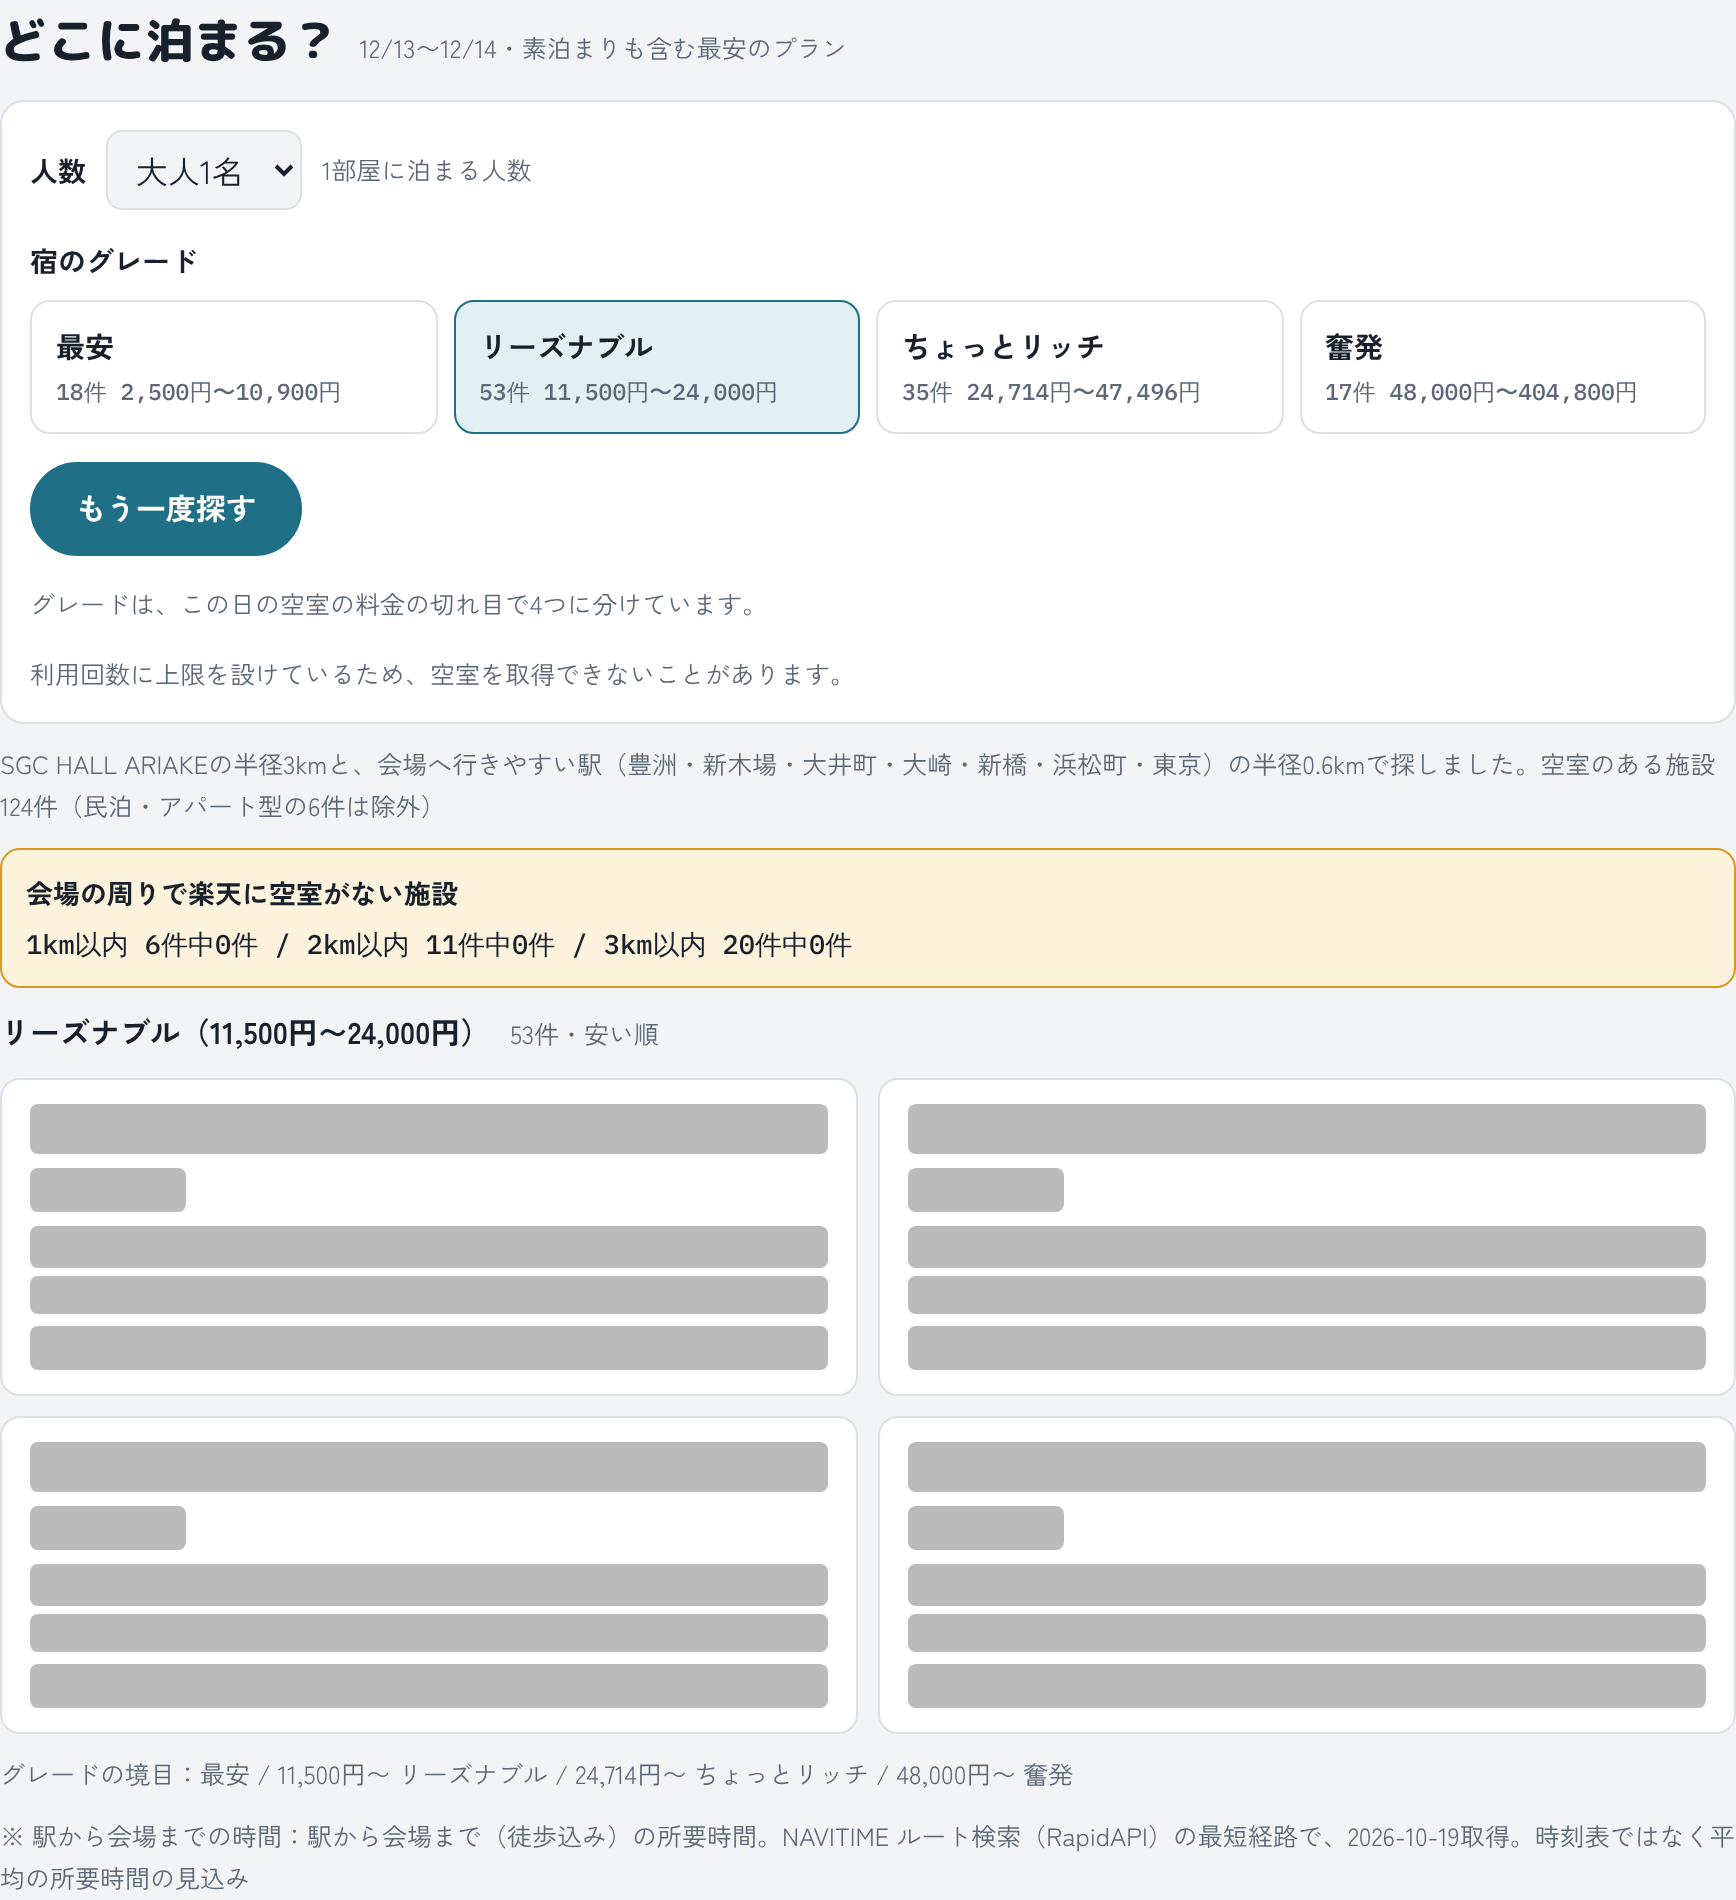 どこに泊まる？ 12/13〜12/14・素泊まりも含む最安のプラン
人数 大人1名 1部屋に泊まる人数
宿のグレード
最安 リーズナブル ちょっとリッチ 奮発
18件 2,500円〜10,900円 53件 11,500円〜24,000円 35件 24,714円〜47,496円 17件 48,000円〜404,800円
もう一度探す
グレードは、この日の空室の料金の切れ目で4つに分けています。
利用回数に上限を設けているため、空室を取得できないことがあります。
SGC HALL ARIAKEの半径3kmと、会場へ行きやすい駅（豊洲・新木場・大井町・大崎・新橋・浜松町・東京）の半径0.6kmで探しました。空室のある施設
124件（民泊・アパート型の6件は除外）
会場の周りで楽天に空室がない施設
1km以内 6件中0件 / 2km以内 11件中0件 / 3km以内 20件中0件
リーズナブル（11,500円〜24,000円） 53件・安い順
グレードの境目：最安 / 11,500円〜 リーズナブル / 24,714円〜 ちょっとリッチ / 48,000円〜 奮発
※ 駅から会場までの時間：駅から会場まで（徒歩込み）の所要時間。NAVITIME ルート検索（RapidAPI）の最短経路で、2026-10-19取得。時刻表ではなく平
均の所要時間の見込み